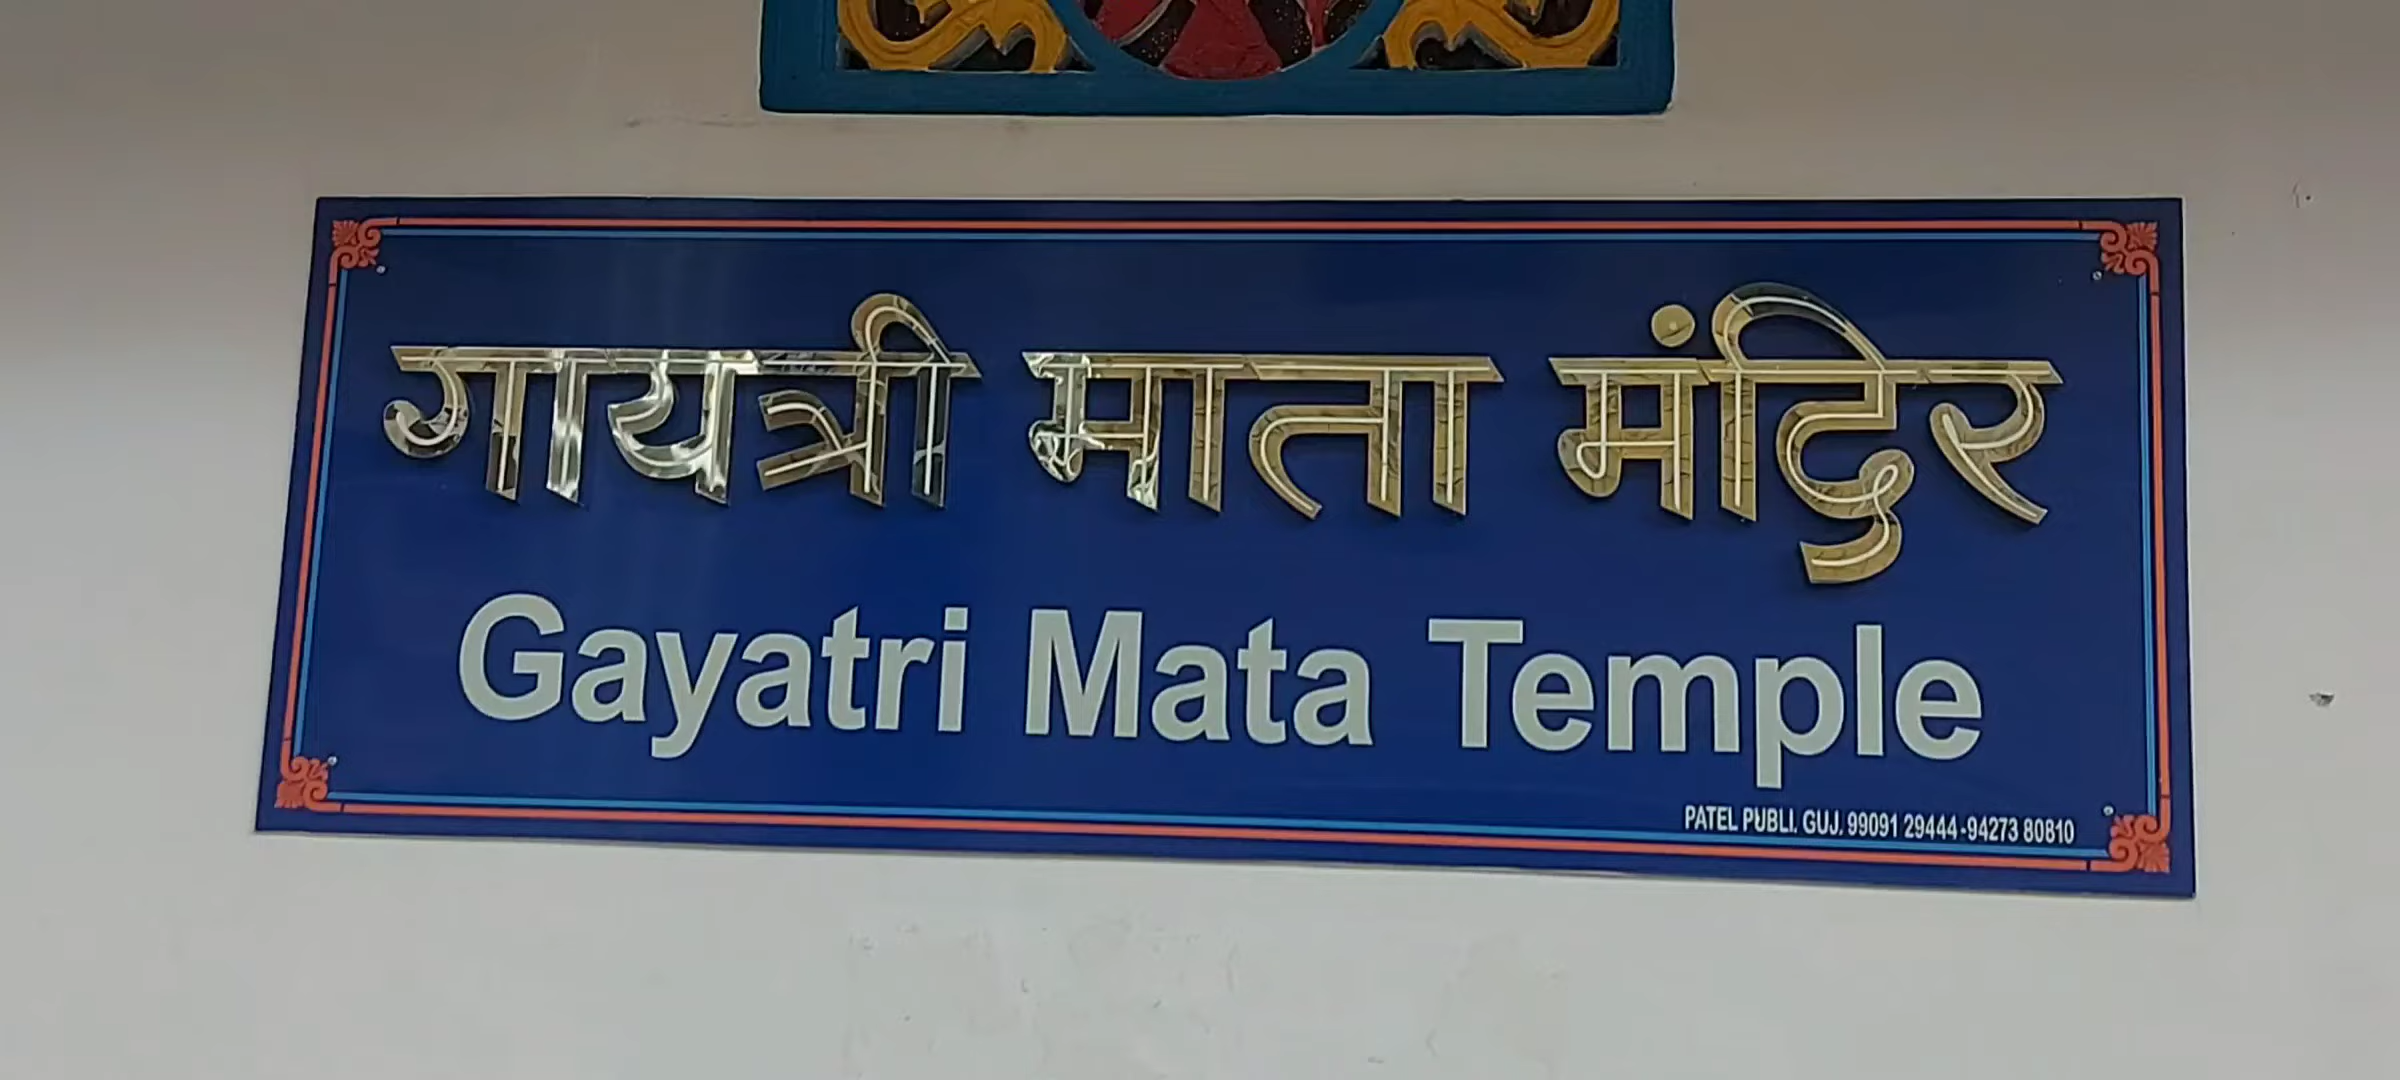 गायत्री माता मंदिर
Gayatri Mata Temple
PATEL PUBLI. GUJ. 99091 29444-94273 80810